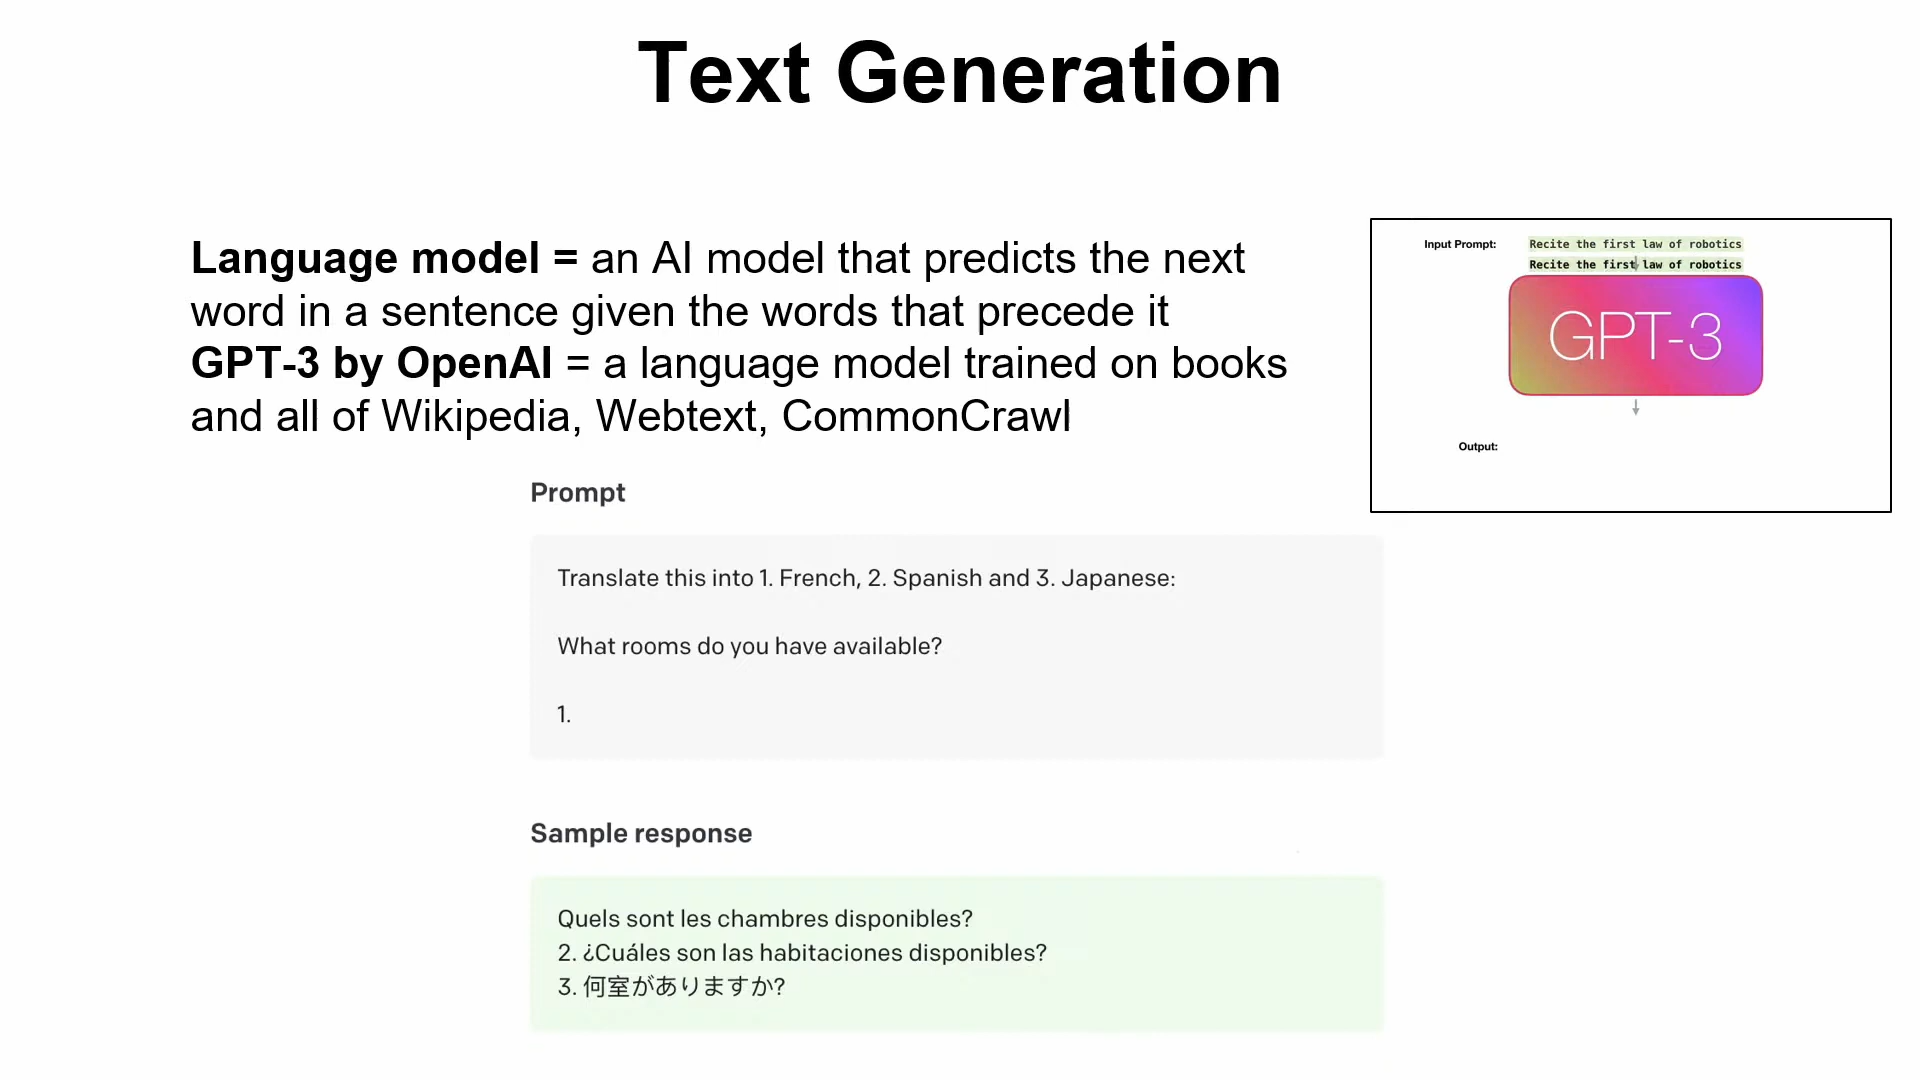 Text Generation
Language model = an AI model that predicts the next
word in a sentence given the words that precede it
GPT-3 by OpenAI = a language model trained on books
and all of Wikipedia, Webtext, CommonCrawl
Input Prompt:
Recite the first law of robotics
Recite the first law of robotics
GPT-3
Output:
Prompt
Translate this into 1. French, 2. Spanish and 3. Japanese:
What rooms do you have available?
1.
Sample response
Quels sont les chambres disponibles?
2. ¿Cuáles son las habitaciones disponibles?
3. 何室がありますか?